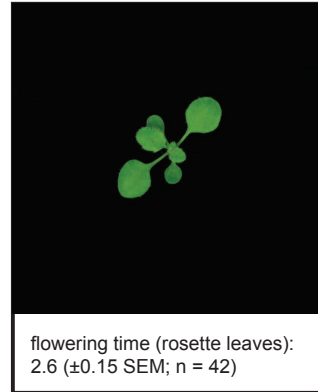 flowering time (rosette leaves):
2.6 (±0.15 SEM; n = 42)